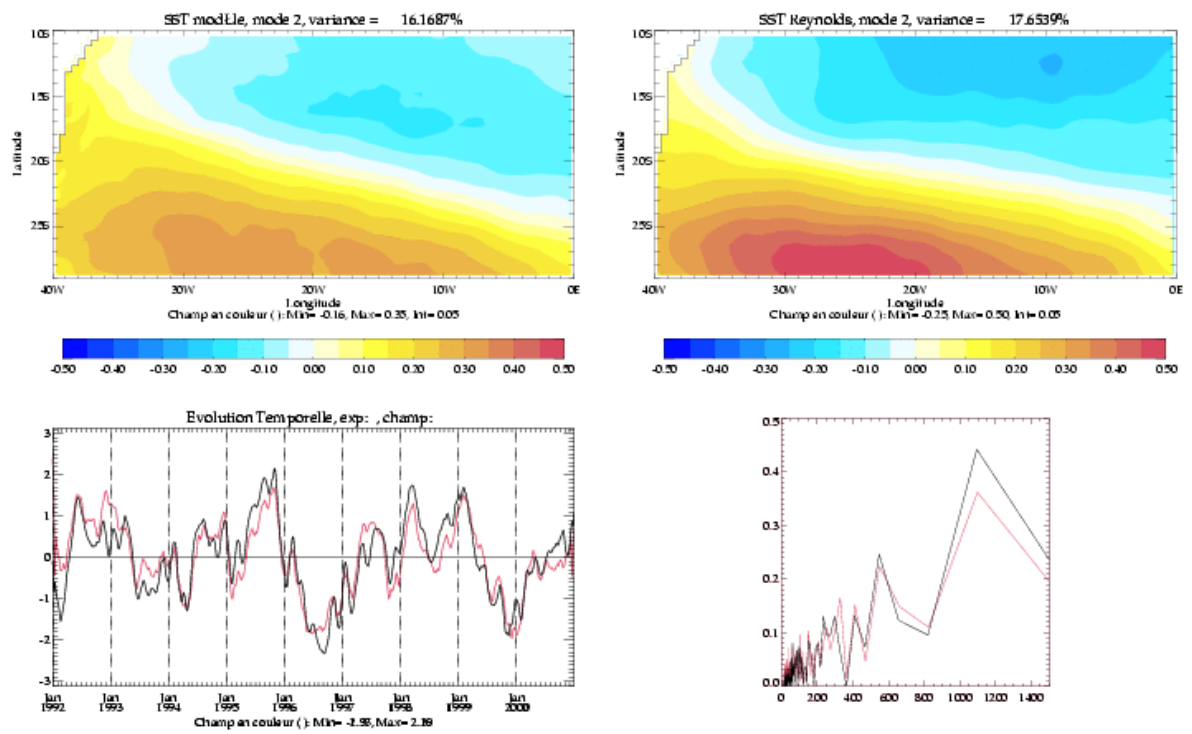 SST modŁle, mode 2, variance = 16.1687%
10S
15S
20S
25S
Latitude
40W 30W 20W 10W 0E
Longitude
Champ en couleur ( ): Min= -0.16, Max= 0.35, Int= 0.05
-0.50 -0.40 -0.30 -0.20 -0.10 0.00 0.10 0.20 0.30 0.40 0.50
SST Reynolds, mode 2, variance = 17.6539%
10S
15S
20S
25S
Latitude
40W 30W 20W 10W 0E
Longitude
Champ en couleur ( ): Min= -0.25, Max= 0.50, Int= 0.05
-0.50 -0.40 -0.30 -0.20 -0.10 0.00 0.10 0.20 0.30 0.40 0.50
Evolution Temporelle, exp: , champ:
3
2
1
0
-1
-2
-3
Jan Jan Jan Jan Jan Jan Jan Jan Jan
1992 1993 1994 1995 1996 1997 1998 1999 2000
Champ en couleur ( ): Min= Max=
0.5
0.4
0.3
0.2
0.1
0.0
0 200 400 600 800 1000 1200 1400